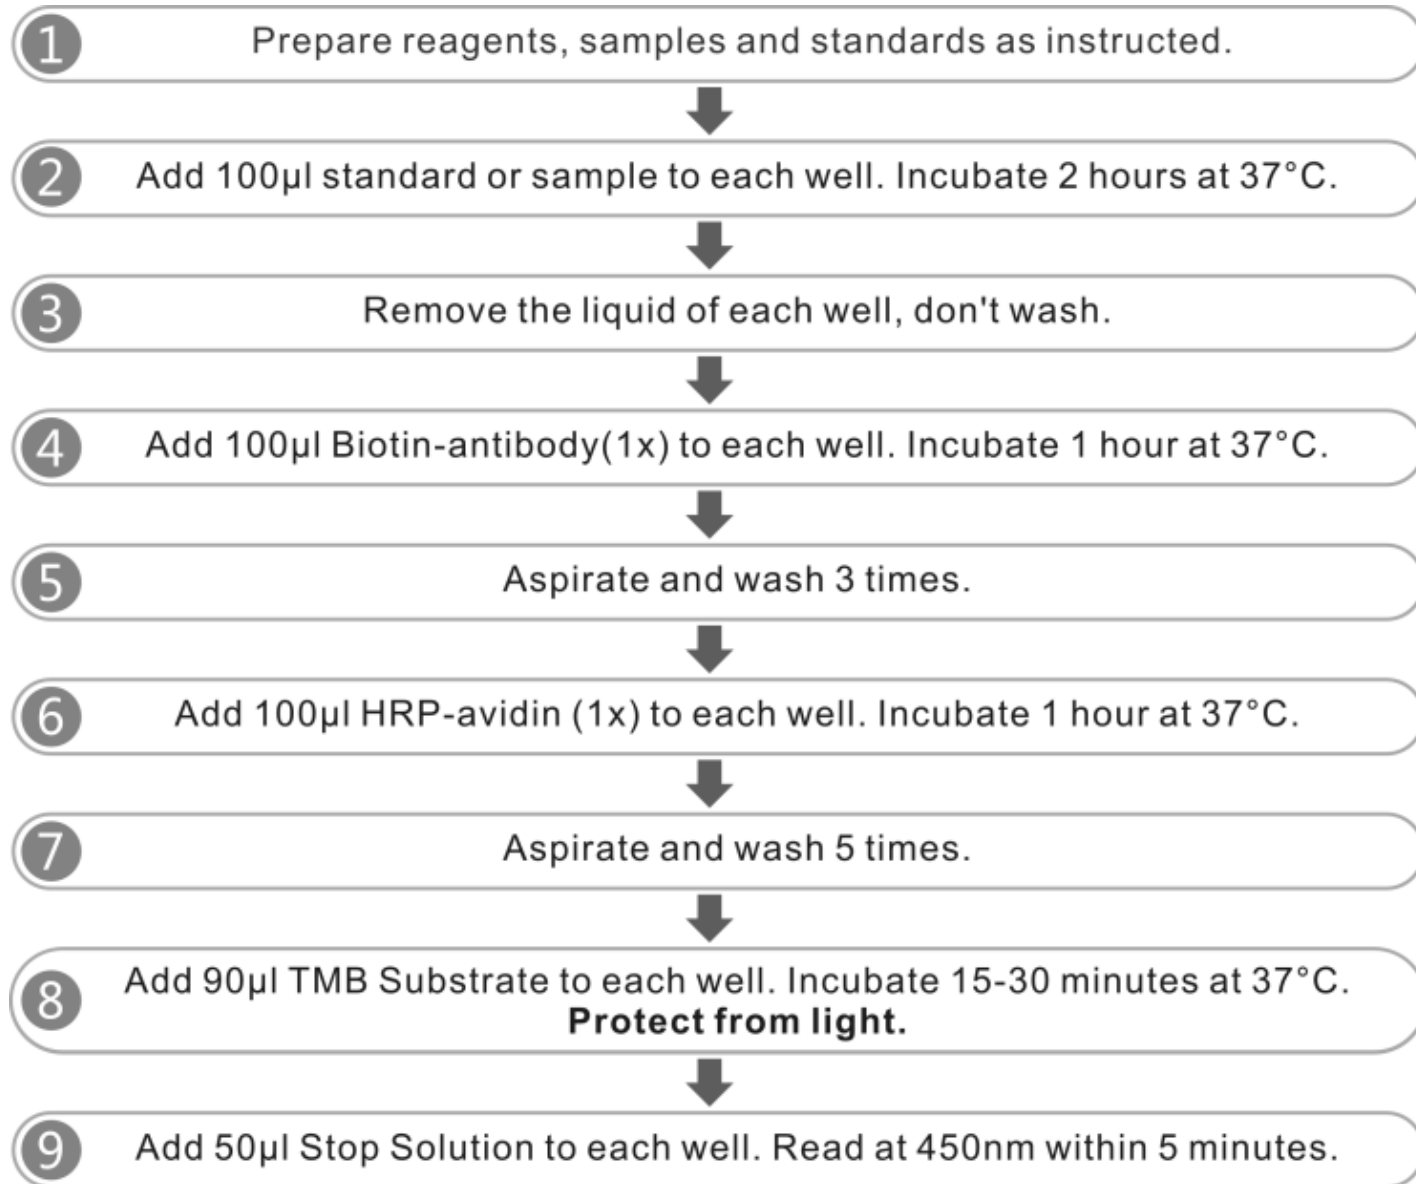 1 Prepare reagents, samples and standards as instructed.
2 Add 100µl standard or sample to each well. Incubate 2 hours at 37°C.
3 Remove the liquid of each well, don't wash.
4 Add 100µl Biotin-antibody(1x) to each well. Incubate 1 hour at 37°C.
5 Aspirate and wash 3 times.
6 Add 100µl HRP-avidin (1x) to each well. Incubate 1 hour at 37°C.
7 Aspirate and wash 5 times.
8 Add 90µl TMB Substrate to each well. Incubate 15-30 minutes at 37°C.
Protect from light.
9 Add 50µl Stop Solution to each well. Read at 450nm within 5 minutes.